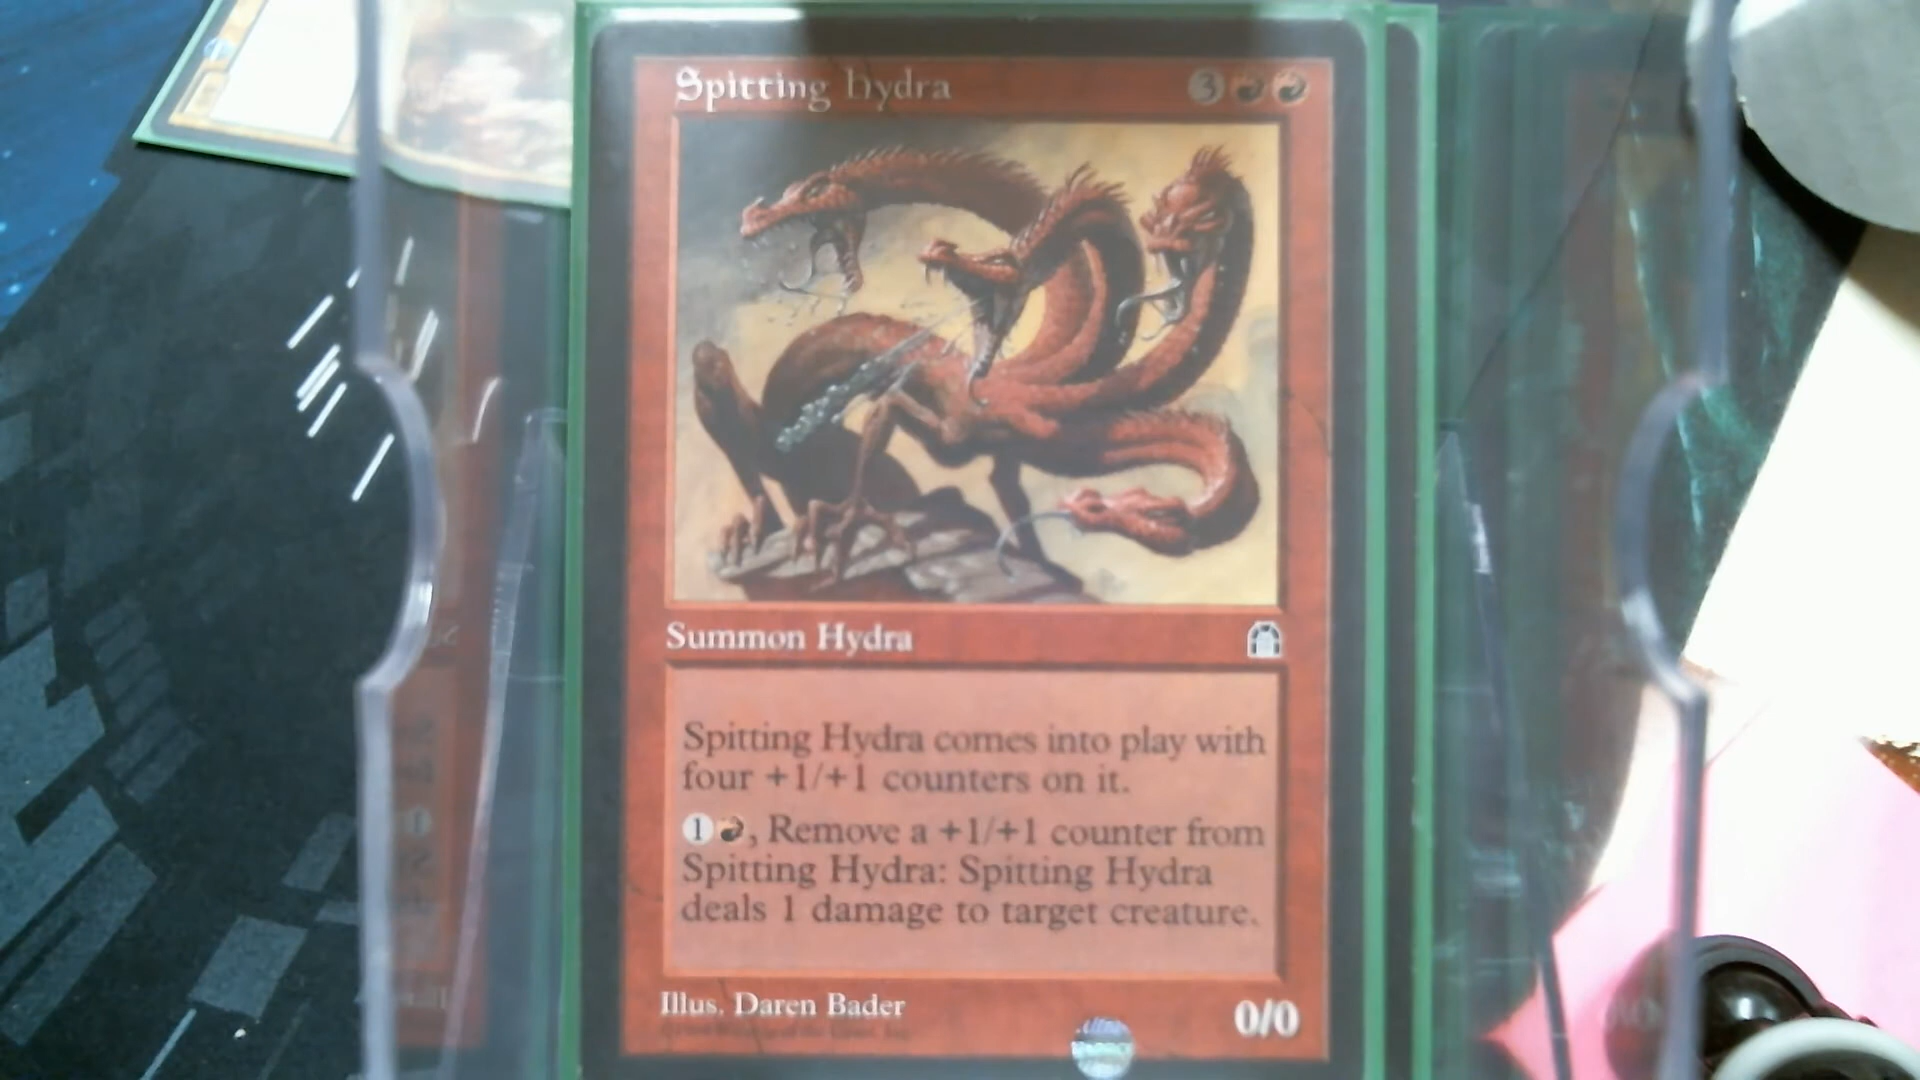 Spitting Hydra 3
Summon Hydra
Spitting Hydra comes into play with
four +1/+1 counters on it.
1 , Remove a +1/+1 counter from
Spitting Hydra: Spitting Hydra
deals 1 damage to target creature.
Illus. Daren Bader
0/0